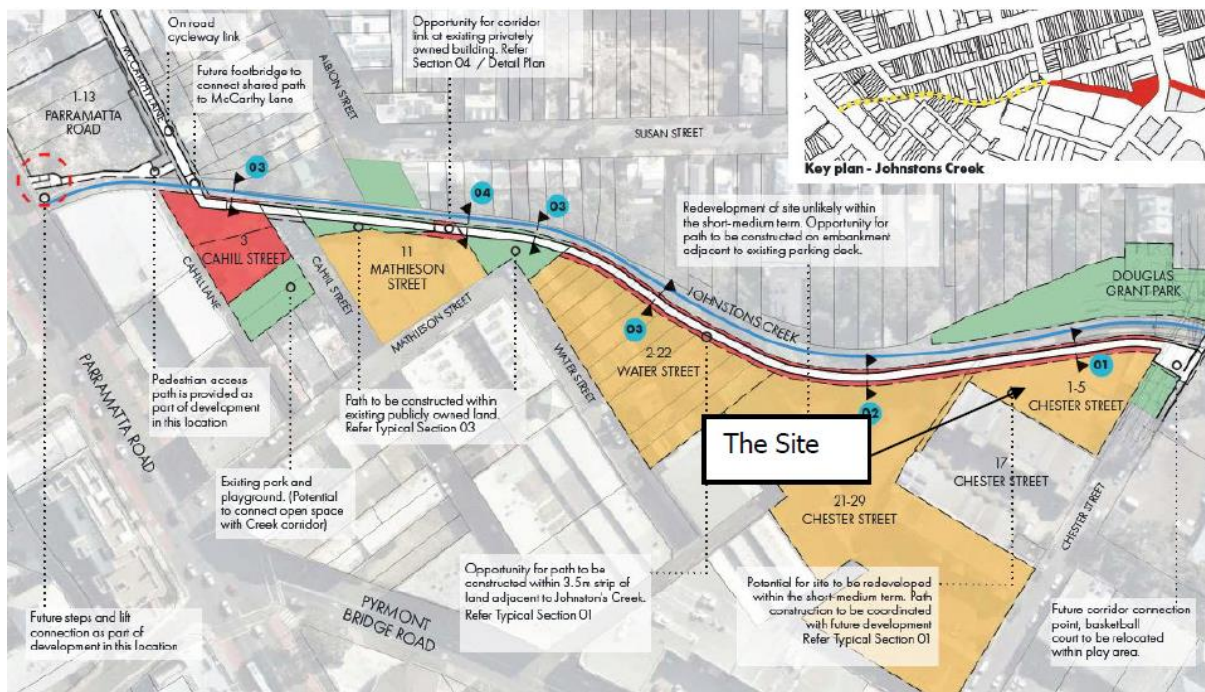 On road
cycleway link
Opportunity for corridor
link at existing privately
owned building. Refer
Section 04 / Detail Plan
Future footbridge to
connect shared path
to McCarthy Lane
MCCARTHY LANE
ALBION STREET
1-13
PARRAMATTA
ROAD
SUSAN STREET
Key plan - Johnstons Creek
03
04
03
Redevelopment of site unlikely within
the short-medium term. Opportunity for
path to be constructed on embankment
adjacent to existing parking deck.
3
CAHILL STREET
CAHILL LANE
CAHILL STREET
11
MATHIESON
STREET
MATHIESON STREET
JOHNSTONS CREEK
DOUGLAS
GRANT PARK
03
2-22
WATER STREET
WATER STREET
01
1-5
CHESTER STREET
02
PARRAMATTA ROAD
Pedestrian access
path is provided as
part of development
in this location
Path to be constructed within
existing publicly owned land.
Refer Typical Section 03
The Site
17
CHESTER STREET
CHESTER STREET
Existing park and
playground. (Potential
to connect open space
with Creek corridor)
21-29
CHESTER STREET
Opportunity for path to be
constructed within 3.5m strip of
land adjacent to Johnston's Creek.
Refer Typical Section 01
Potential for site to be redeveloped
within the short-medium term. Path
construction to be coordinated
with future development
Refer Typical Section 01
Future steps and lift
connection as part of
development in this location
PYRMONT
BRIDGE ROAD
Future corridor connection
point, basketball
court to be relocated
within play area.